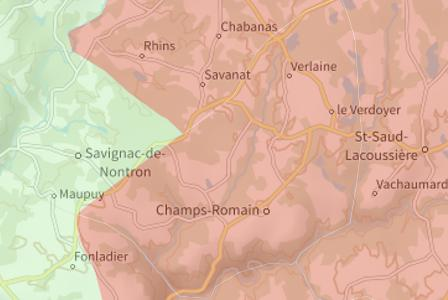 Chabanas
Rhins
Verlaine
Savanat
le Verdoyer
St-Saud-
Lacoussière
Savignac-de-
Nontron
Vachaumard
Maupuy
Champs-Romain
Fonladier